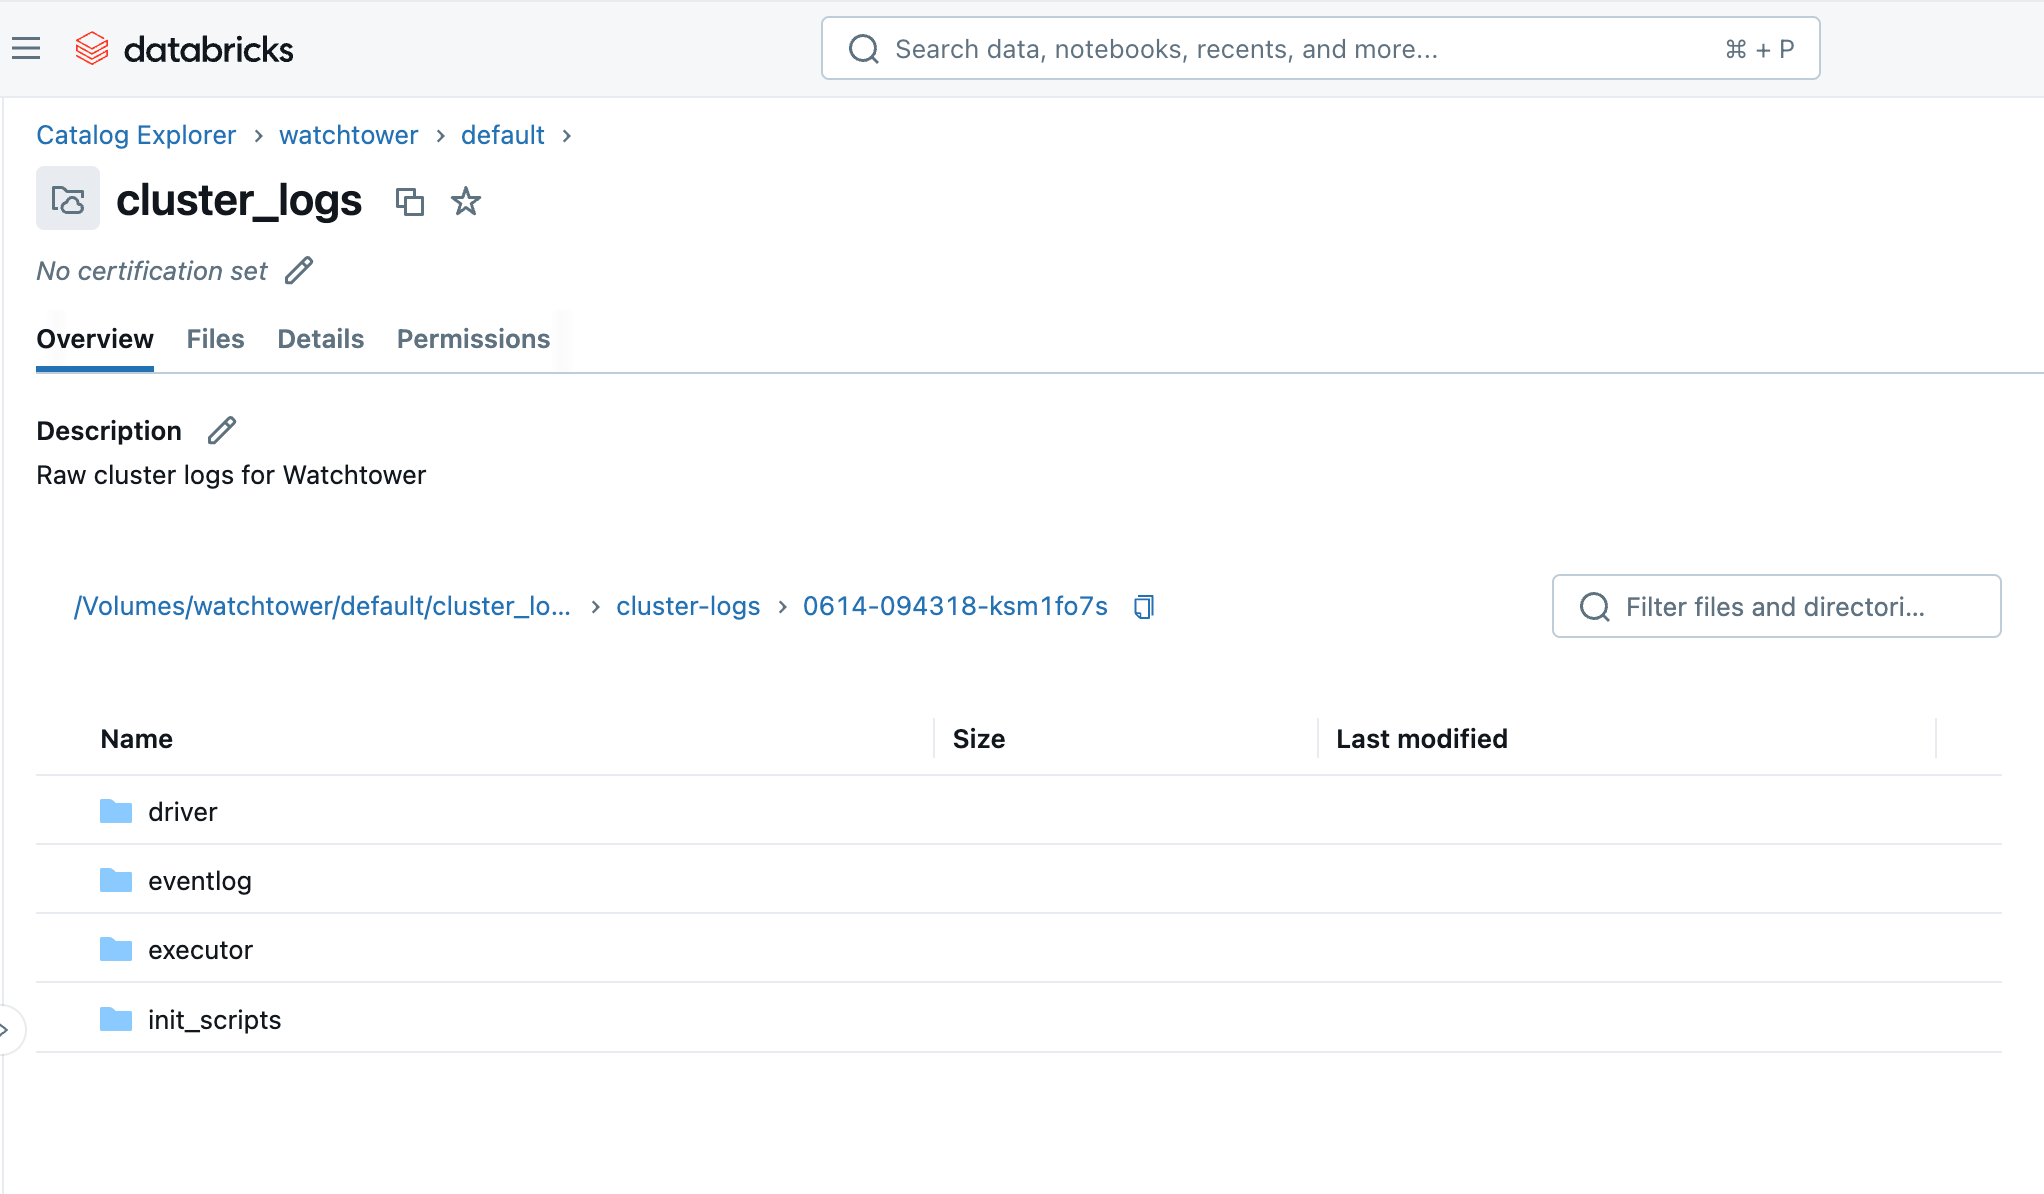 databricks
Search data, notebooks, recents, and more... ⌘ + P
Catalog Explorer > watchtower > default >
cluster_logs
No certification set
Overview Files Details Permissions
Description
Raw cluster logs for Watchtower
/Volumes/watchtower/default/cluster_lo... > cluster-logs > 0614-094318-ksm1fo7s
Filter files and directori...
Name Size Last modified
driver
eventlog
executor
init_scripts